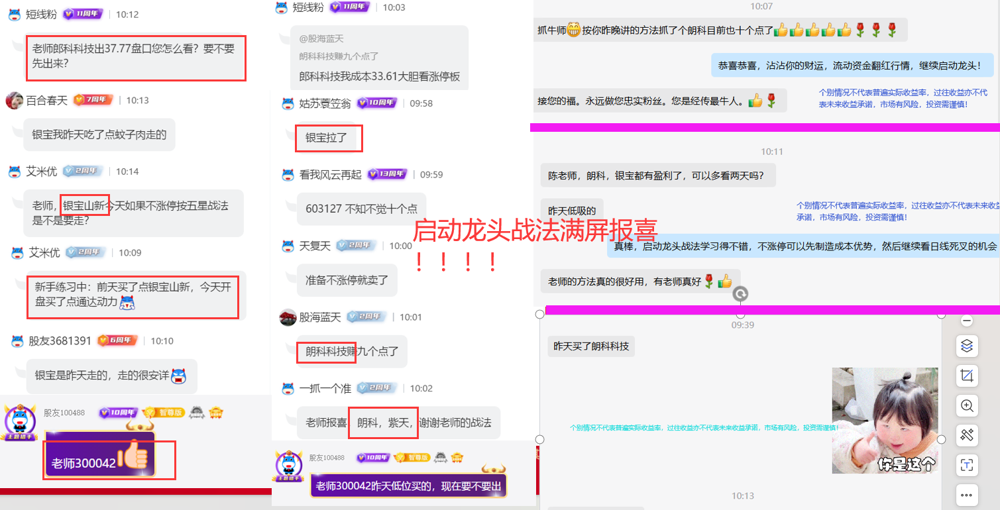 短线粉 V 11周年 | 10:12
老师郎科科技出37.77盘口您怎么看？要不要
先出来？
百合春天 V 7周年 | 10:13
银宝我昨天吃了点蚊子肉走的
艾米优 V 2周年 | 10:14
老师，银宝山新今天如果不涨停按五星战法
是不是要走？
艾米优 V 2周年 | 10:09
新手练习中：前天买了点银宝山新，今天开
盘买了点通达动力
股友3681391 V 6周年 | 10:10
银宝是昨天走的，走的很安详
股友100488 V 10周年 智尊版
主题猎手
老师300042
短线粉 V 11周年 | 10:03
@股海蓝天
朗科科技赚九个点了
郎科科技我成本33.61大胆看涨停板
姑苏蓑笠翁 V 10周年 | 09:58
银宝拉了
看我风云再起 V 13周年 | 09:59
603127 不知不觉十个点
天复天 V 2周年 | 10:00
准备不涨停就卖了
股海蓝天 V 2周年 | 10:01
朗科科技赚九个点了
一抓一个准 V 2周年 | 10:02
老师报喜 朗科，紫天，谢谢老师的战法
股友100488 V 10周年 智尊版
主题猎手
老师300042昨天低位买的，现在要不要出
启动龙头战法满屏报喜
！！！！
10:07
抓牛师按你昨晚讲的方法抓了个朗科目前也十个点了
恭喜恭喜，沾沾你的财运，流动资金翻红行情，继续启动龙头！
接您的福。永远做您忠实粉丝。您是经传最牛人。
个别情况不代表普遍实际收益率，过往收益亦不代
表未来收益承诺，市场有风险，投资需谨慎！
10:11
陈老师，朗科，银宝都有盈利了，可以多看两天吗？
昨天低吸的
个别情况不代表普遍实际收益率，过往收益亦不代表未来收益
承诺，市场有风险，投资需谨慎！
真棒，启动龙头战法学习得不错，不涨停可以先制造成本优势，然后继续看日线死叉的机会
老师的方法真的很好用，有老师真好
09:39
昨天买了朗科科技
个别情况不代表普遍实际收益率，过往收益亦不代表未来收益承诺，市场有风险，投资需谨慎！
你是这个
10:13